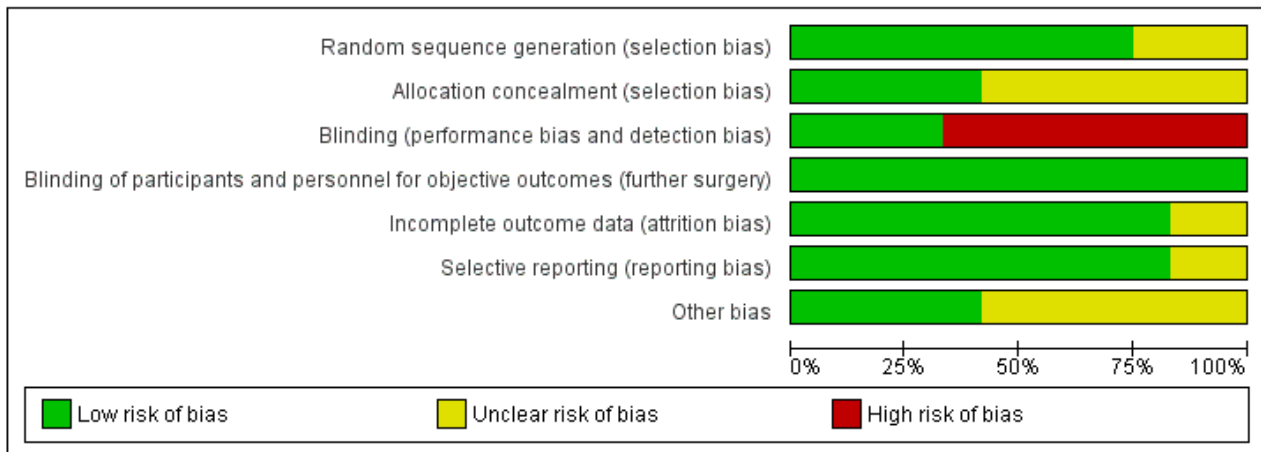 Random sequence generation (selection bias)
Allocation concealment (selection bias)
Blinding (performance bias and detection bias)
Blinding of participants and personnel for objective outcomes (further surgery)
Incomplete outcome data (attrition bias)
Selective reporting (reporting bias)
Other bias
0% 25% 50% 75% 100%
Low risk of bias Unclear risk of bias High risk of bias